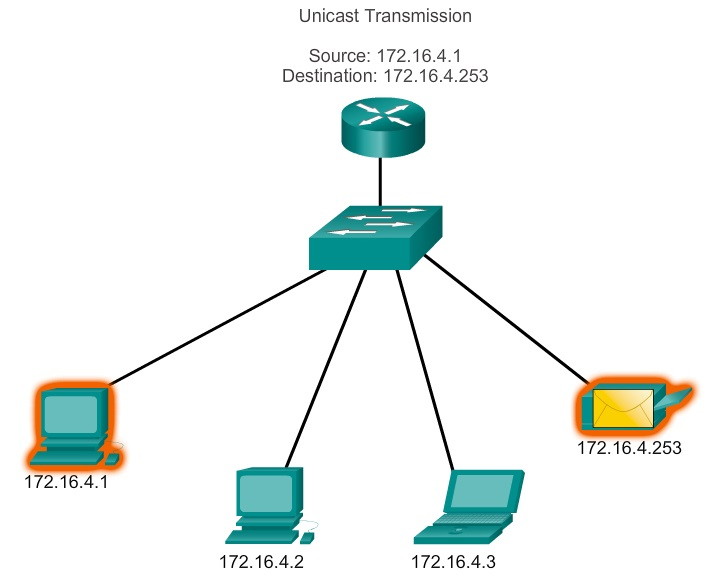 Unicast Transmission
Source: 172.16.4.1
Destination: 172.16.4.253
172.16.4.253
172.16.4.1
172.16.4.2
172.16.4.3